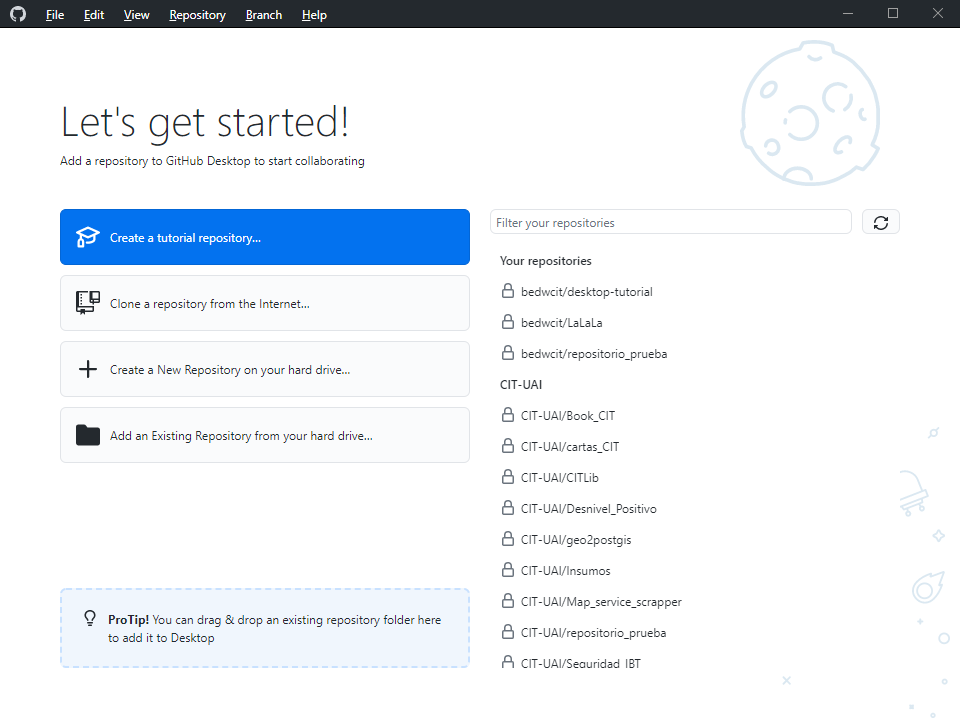 File Edit View Repository Branch Help
Let's get started!
Add a repository to GitHub Desktop to start collaborating
Create a tutorial repository...
Clone a repository from the Internet...
Create a New Repository on your hard drive...
Add an Existing Repository from your hard drive...
ProTip! You can drag & drop an existing repository folder here
to add it to Desktop
Filter your repositories
Your repositories
bedwcit/desktop-tutorial
bedwcit/LaLaLa
bedwcit/repositorio_prueba
CIT-UAI
CIT-UAI/Book_CIT
CIT-UAI/cartas_CIT
CIT-UAI/CITLib
CIT-UAI/Desnivel_Positivo
CIT-UAI/geo2postgis
CIT-UAI/Insumos
CIT-UAI/Map_service_scrapper
CIT-UAI/repositorio_prueba
CIT-UAI/Seguridad_IBT